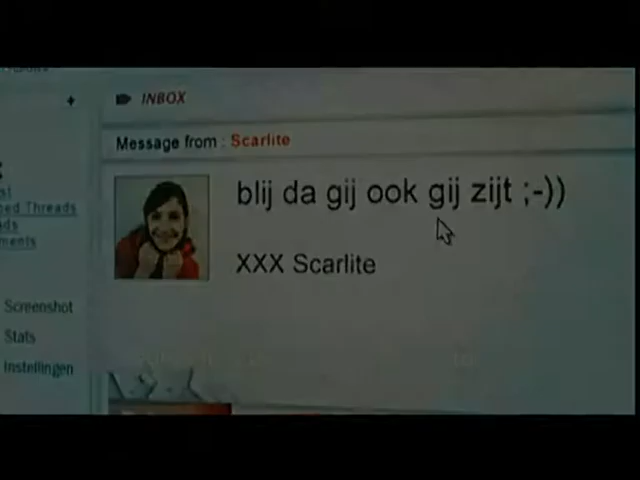 INBOX
Message from : Scarlite
blij da gij ook gij zijt ;-))
XXX Scarlite
Threads
Screenshot
Stats
Instellingen